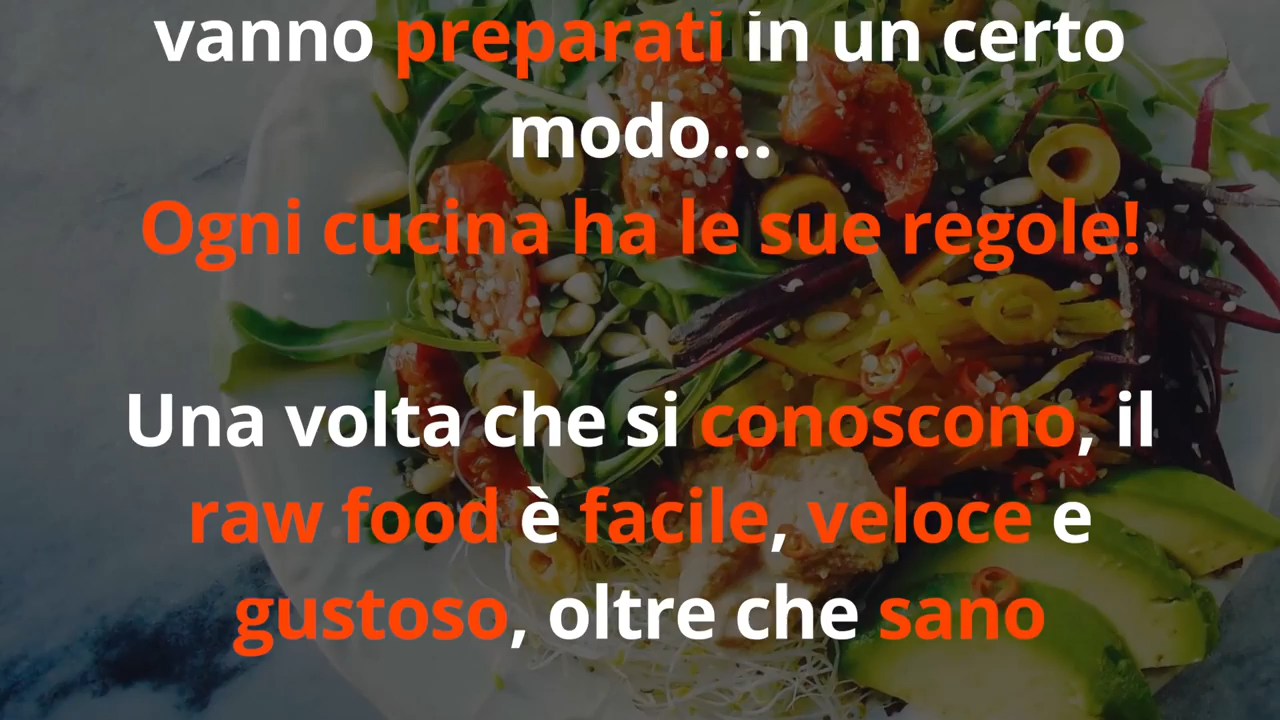 vanno preparati in un certo
modo...
Ogni cucina ha le sue regole!
Una volta che si conoscono, il
raw food è facile, veloce e
gustoso, oltre che sano